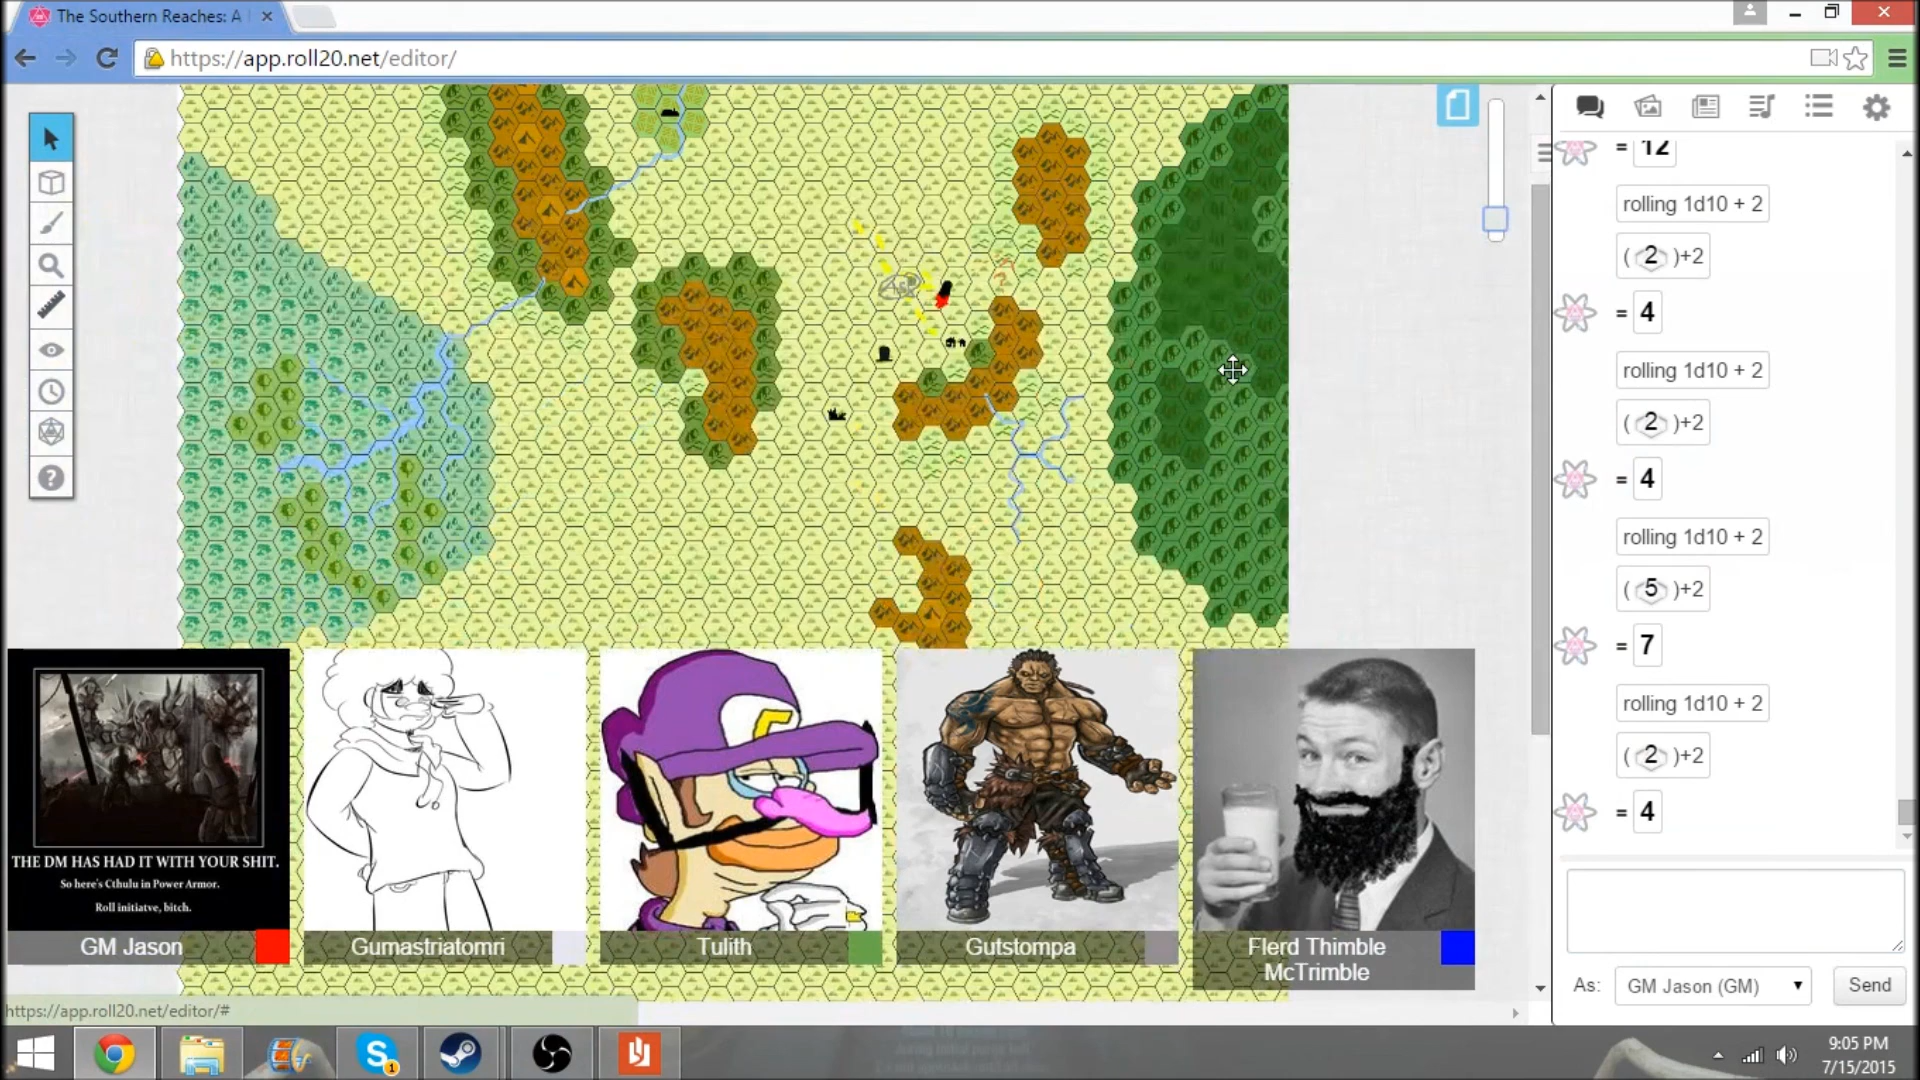 The Southern Reaches: A
https://app.roll20.net/editor/
= 12
rolling 1d10 + 2
( 2 )+2
= 4
rolling 1d10 + 2
( 2 )+2
= 4
rolling 1d10 + 2
( 5 )+2
= 7
rolling 1d10 + 2
( 2 )+2
= 4
THE DM HAS HAD IT WITH YOUR SHIT.
So here's Cthulu in Power Armor.
Roll initiatve, bitch.
GM Jason
Gumastriatomri
Tulith
Gutstompa
Flerd Thimble
McTrimble
As:
GM Jason (GM)
Send
https://app.roll20.net/editor/#
1
9:05 PM
7/15/2015